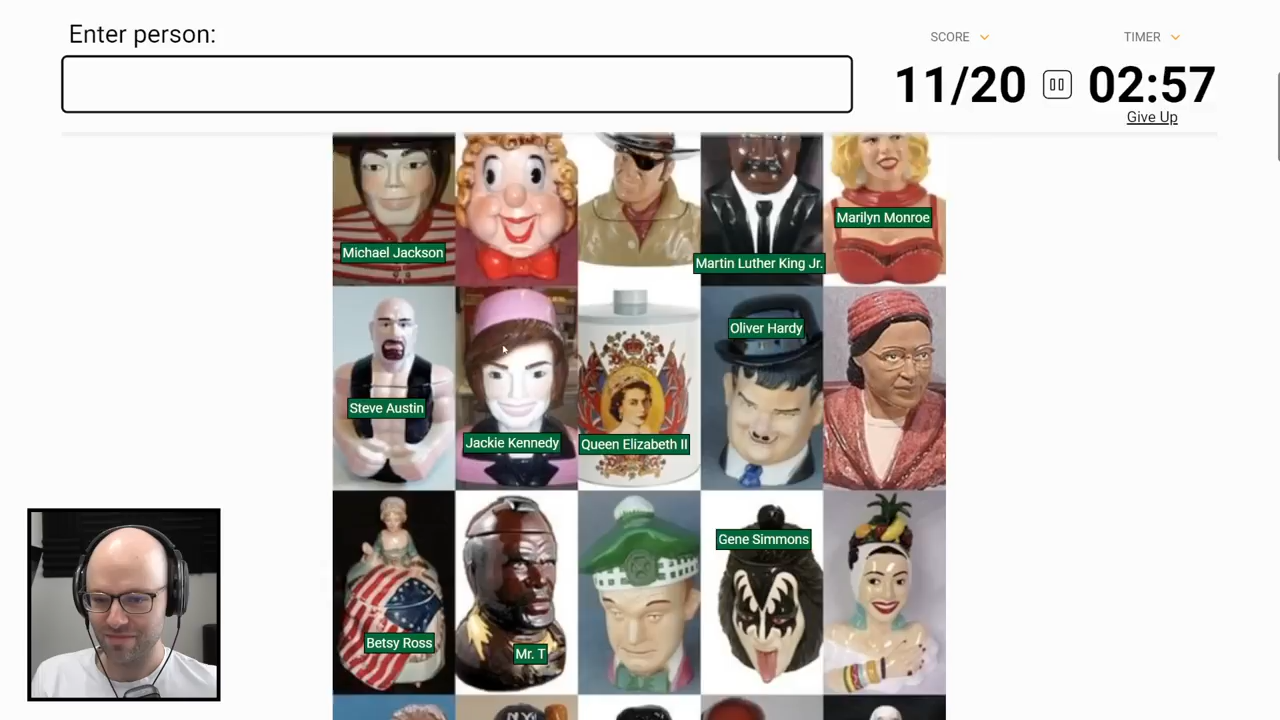 Enter person:
SCORE
TIMER
11/20
02:57
Give Up
Michael Jackson
Martin Luther King Jr.
Marilyn Monroe
Steve Austin
Jackie Kennedy
Queen Elizabeth II
Oliver Hardy
Betsy Ross
Mr. T
Gene Simmons
NY